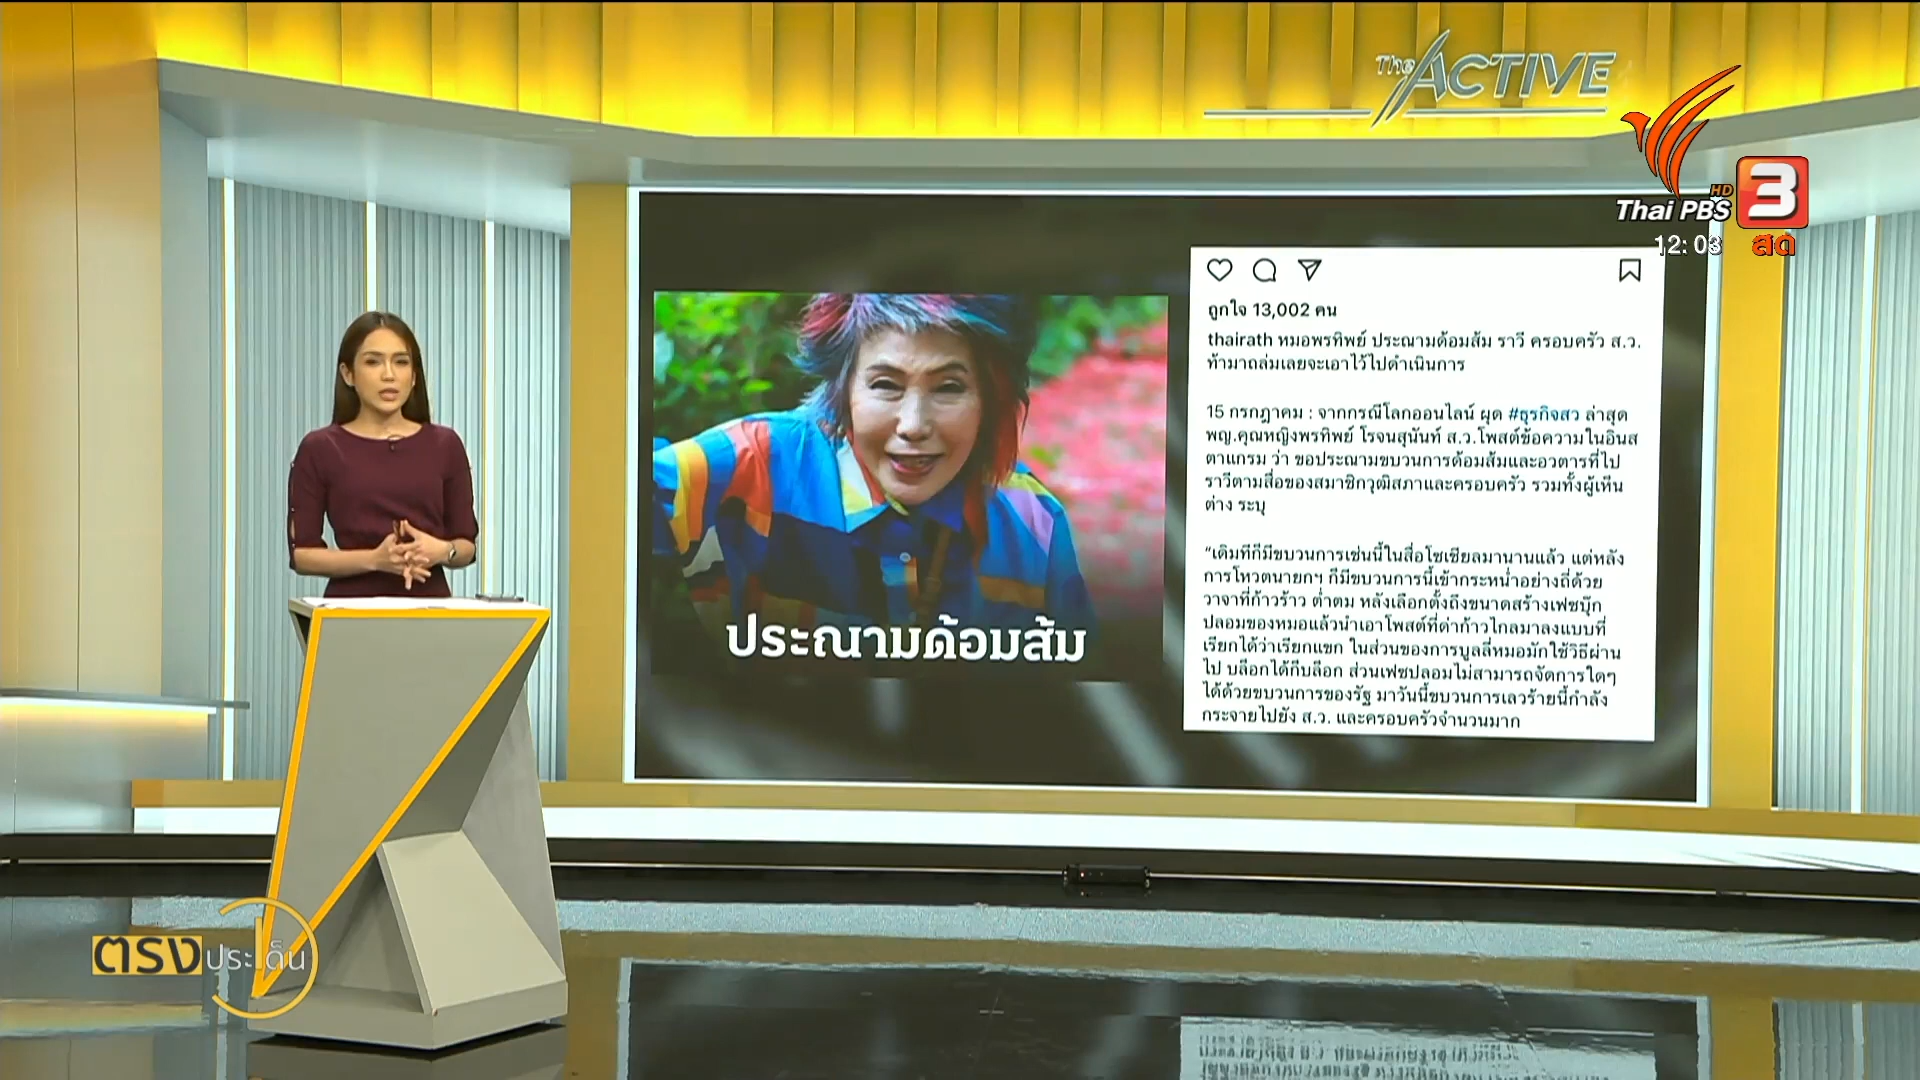 The ACTIVE
HD
Thai PBS 3
12:03 สด
ถูกใจ 13,002 คน
thairath หมอพรทิพย์ ประณามด้อมส้ม ราวี ครอบครัว ส.ว.
ท้ามาถล่มเลยจะเอาไว้ไปดำเนินการ
15 กรกฎาคม : จากกรณีโลกออนไลน์ ผุด #ธุรกิจสว ล่าสุด
พญ.คุณหญิงพรทิพย์ โรจนสุนันท์ ส.ว.โพสต์ข้อความในอินส
ตาแกรม ว่า ขอประณามขบวนการด้อมส้มและอวตารที่ไป
ราวีตามสื่อของสมาชิกวุฒิสภาและครอบครัว รวมทั้งผู้เห็น
ต่าง ระบุ
“เดิมทีก็มีขบวนการเช่นนี้ในสื่อโซเชียลมานานแล้ว แต่หลัง
การโหวตนายกฯ ก็มีขบวนการนี้เข้ากระหน่ำอย่างถี่ด้วย
วาจาที่ก้าวร้าว ต่ำตม หลังเลือกตั้งถึงขนาดสร้างเฟซบุ๊ก
ปลอมของหมอแล้วนำเอาโพสต์ที่ด่าก้าวไกลมาลงแบบที่
เรียกได้ว่าเรียกแขก ในส่วนของการบูลลี่หมอมักใช้วิธีผ่าน
ไป บล็อกได้ก็บล็อก ส่วนเฟซปลอมไม่สามารถจัดการใดๆ
ได้ด้วยขบวนการของรัฐ มาวันนี้ขบวนการเลวร้ายนี้กำลัง
กระจายไปยัง ส.ว. และครอบครัวจำนวนมาก
ประณามด้อมส้ม
ตรงประเด็น